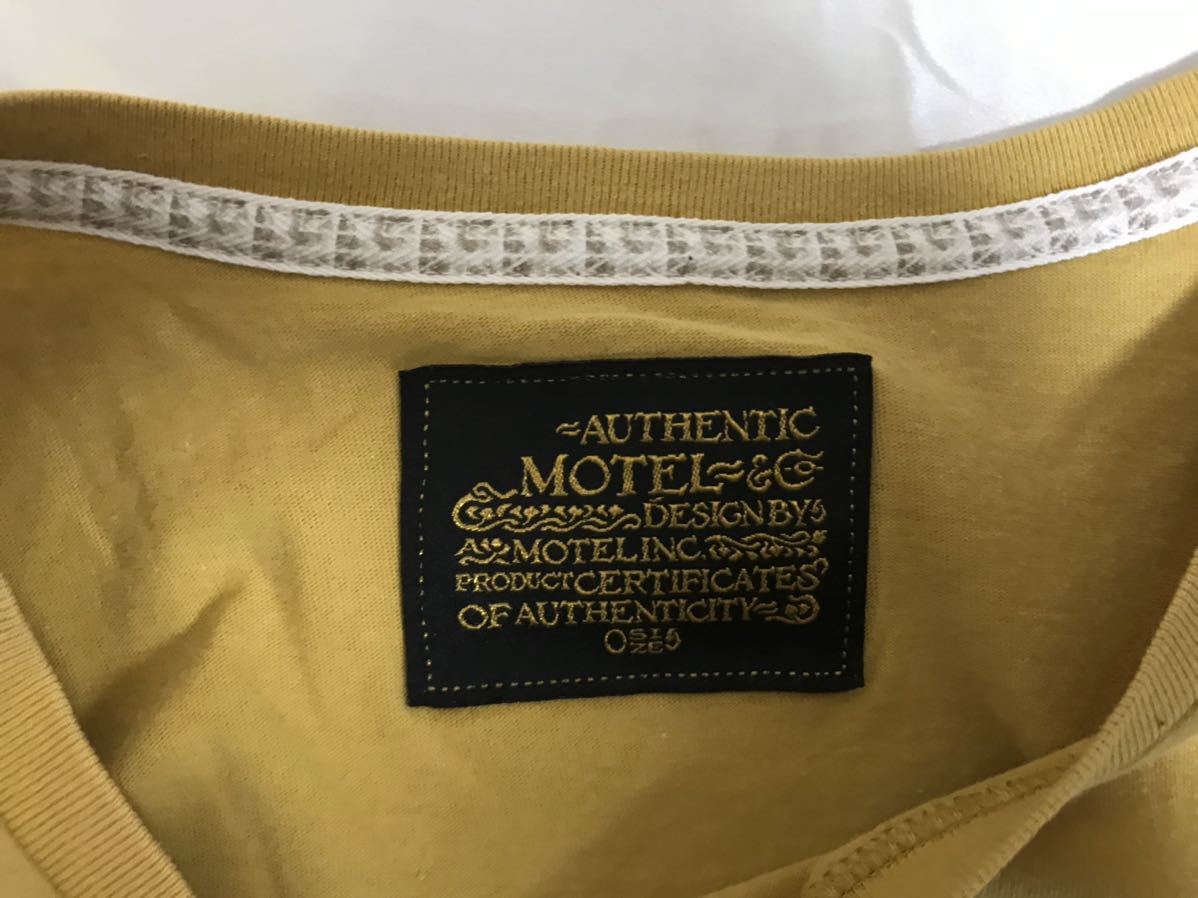 ~AUTHENTIC
MOTEL~&Co
DESIGN BY
A MOTEL INC.
PRODUCT CERTIFICATES
OF AUTHENTICITY
0 SIZE